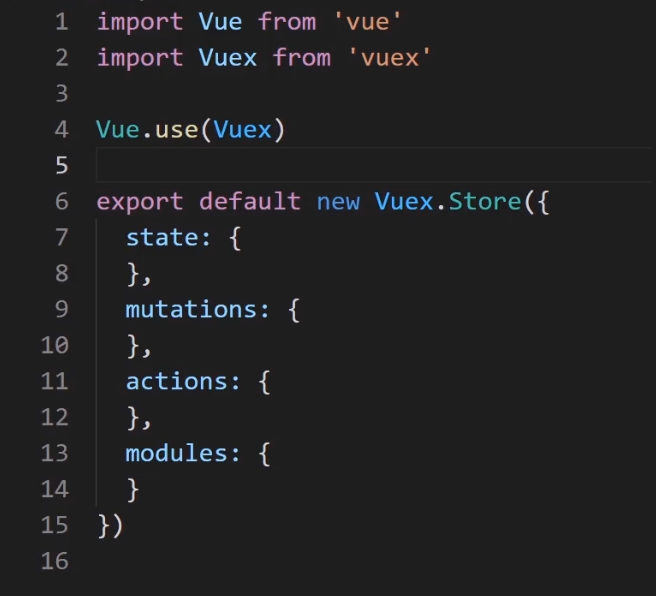 1 import Vue from 'vue'
2 import Vuex from 'vuex'
3
4 Vue.use(Vuex)
5
6 export default new Vuex.Store({
7   state: {
8   },
9   mutations: {
10   },
11   actions: {
12   },
13   modules: {
14   }
15 })
16